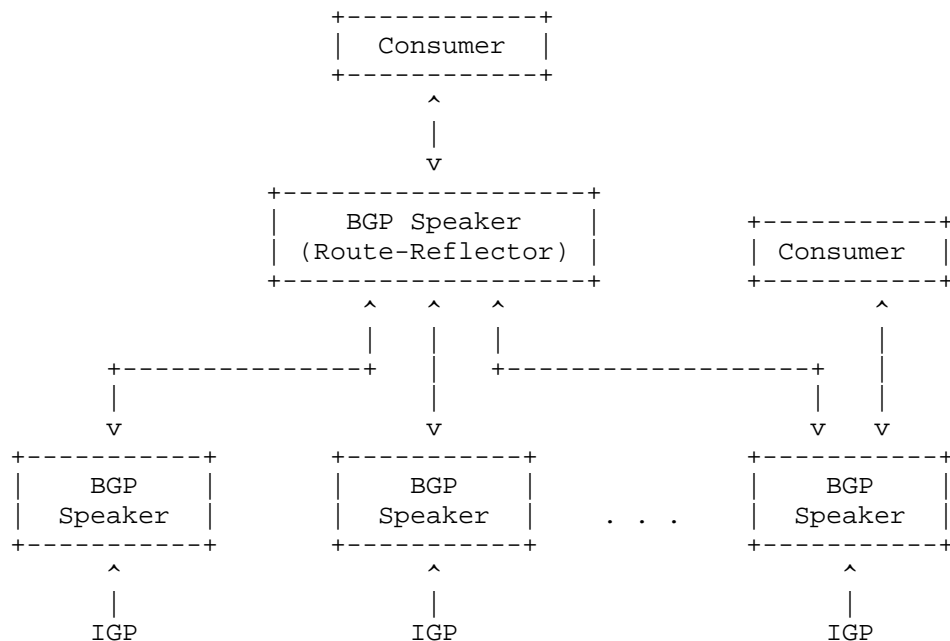 Consumer
BGP Speaker
(Route-Reflector)
Consumer
BGP
Speaker
BGP
Speaker
. . .
BGP
Speaker
IGP
IGP
IGP